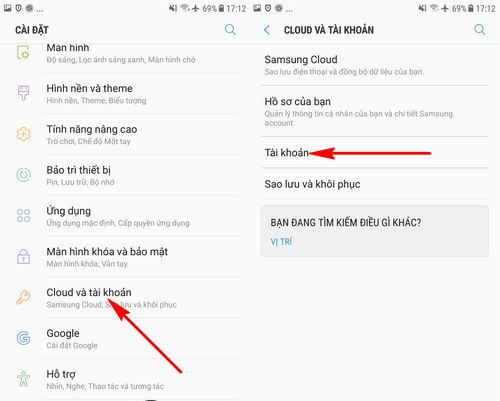 69% 17:12
CÀI ĐẶT
Màn hình
Độ sáng, Lọc ánh sáng xanh, Màn hình chờ
Hình nền và theme
Hình nền, Theme, Biểu tượng
Tính năng nâng cao
Trò chơi, Chế độ Một tay
Bảo trì thiết bị
Pin, Lưu trữ, Bộ nhớ
Ứng dụng
Ứng dụng mặc định, Cấp quyền ứng dụng
Màn hình khóa và bảo mật
Màn hình khóa, Vân tay
Cloud và tài khoản
Samsung Cloud, Sao lưu và khôi phục
Google
Cài đặt Google
Hỗ trợ
Nhìn, Nghe, Thao tác và tương tác
69% 17:12
CLOUD VÀ TÀI KHOẢN
Samsung Cloud
Sao lưu điện thoại và đồng bộ dữ liệu của bạn.
Hồ sơ của bạn
Quản lý thông tin cá nhân của bạn và chi tiết Samsung
account.
Tài khoản
Sao lưu và khôi phục
BẠN ĐANG TÌM KIẾM ĐIỀU GÌ KHÁC?
VỊ TRÍ